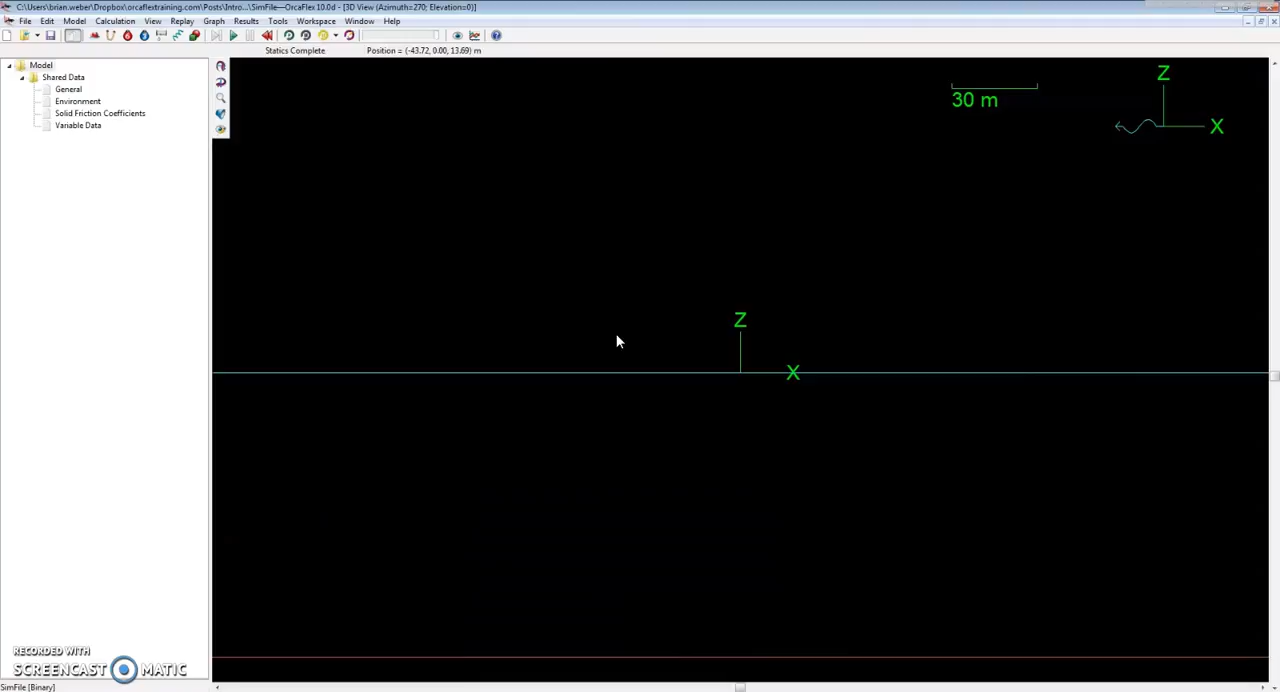 C:\Users\brian.weber\Dropbox\orcaflextraining.com\Posts\Intro...\SimFile—OrcaFlex 10.0d - [3D View (Azimuth=270; Elevation=0)]
File Edit Model Calculation View Replay Graph Results Tools Workspace Window Help
Statics Complete Position = (-43.72, 0.00, 13.69) m
Model
Shared Data
General
Environment
Solid Friction Coefficients
Variable Data
Z
30 m
X
Z
X
RECORDED WITH
SCREENCAST MATIC
SimFile [Binary]